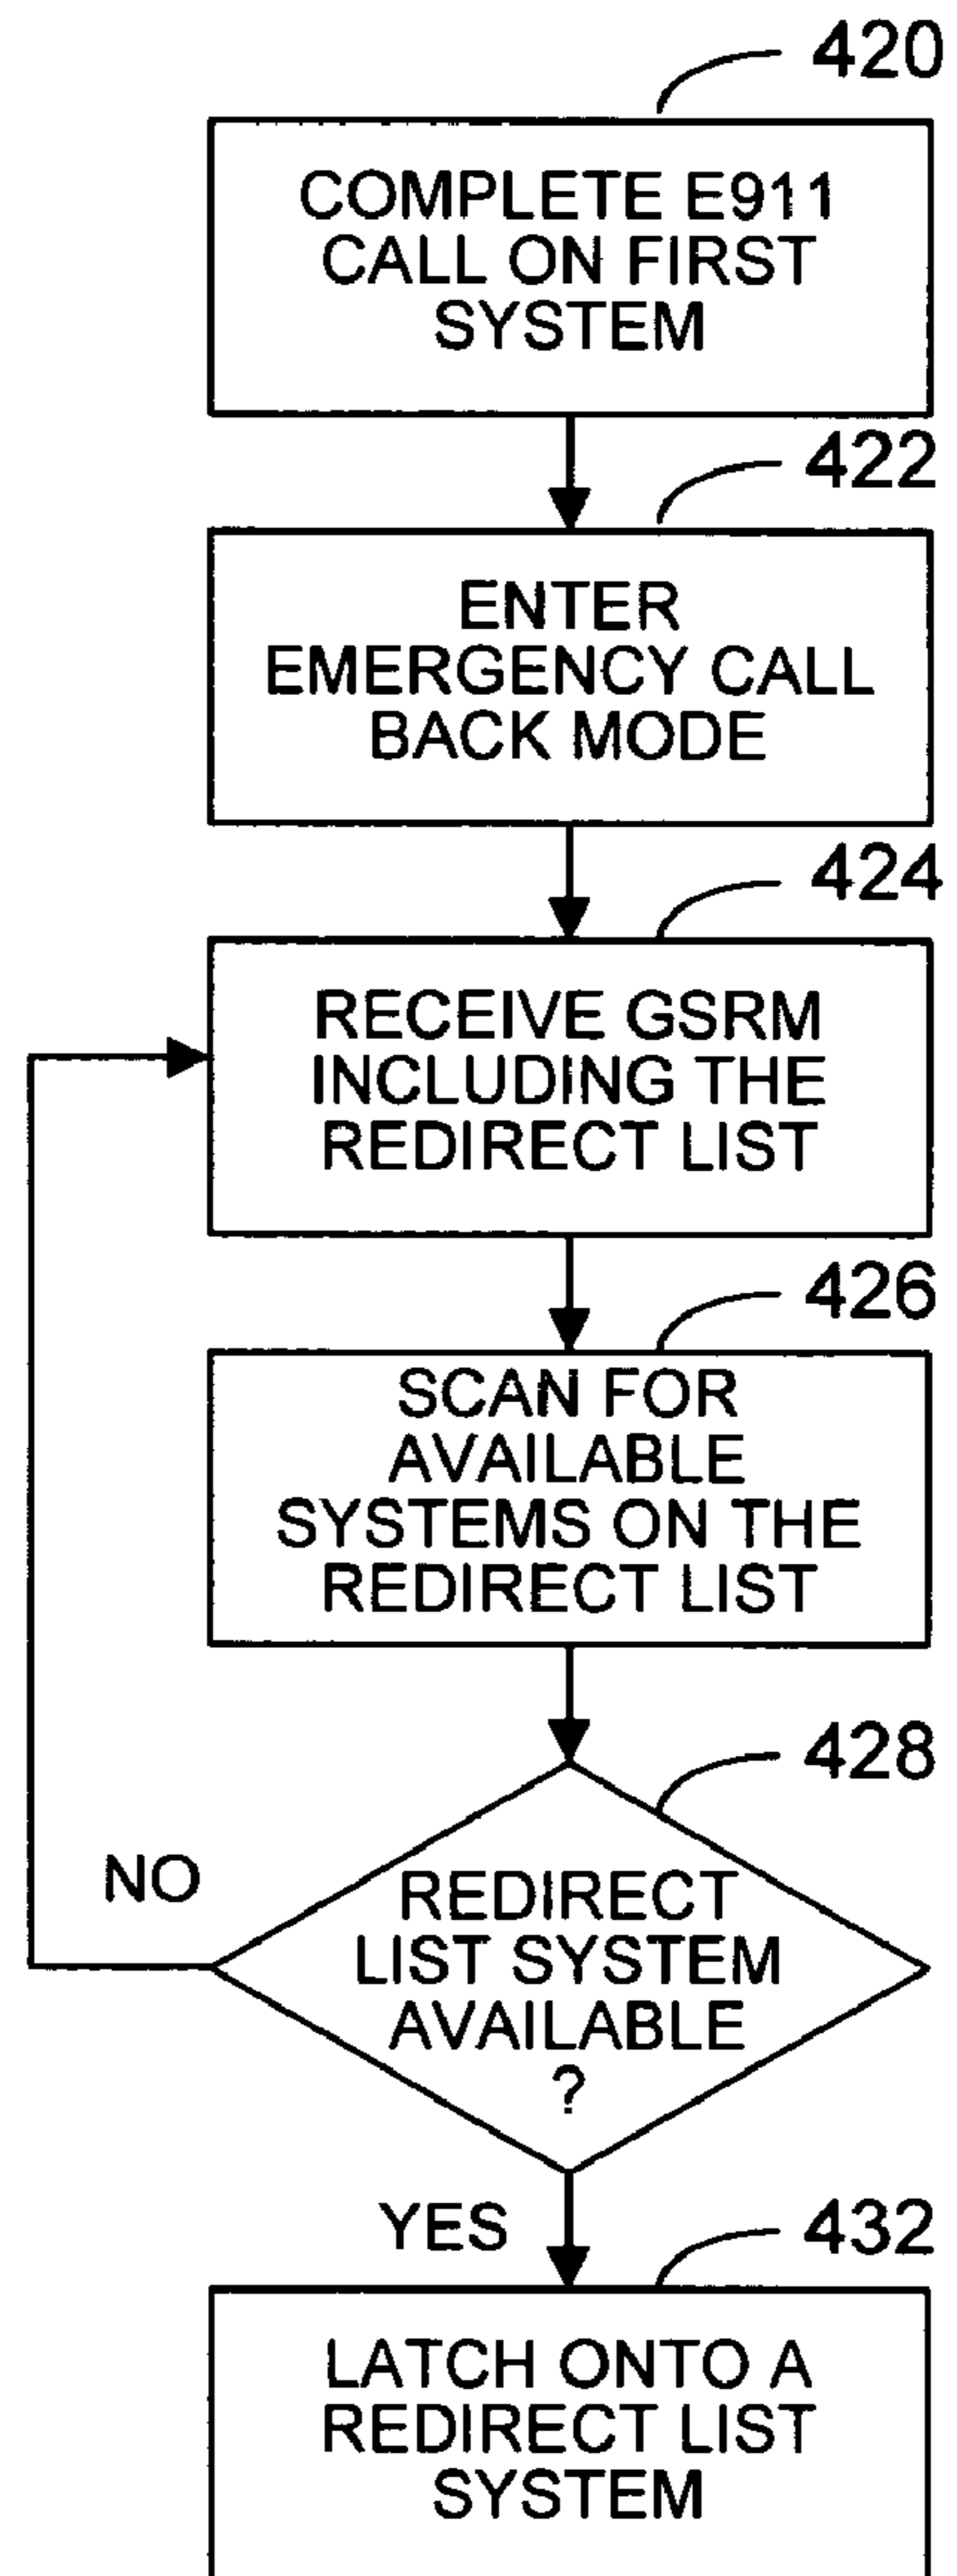 420
COMPLETE E911
CALL ON FIRST
SYSTEM
422
ENTER
EMERGENCY CALL
BACK MODE
424
RECEIVE GSRM
INCLUDING THE
REDIRECT LIST
426
SCAN FOR
AVAILABLE
SYSTEMS ON THE
REDIRECT LIST
428
NO
REDIRECT
LIST SYSTEM
AVAILABLE
?
YES
432
LATCH ONTO A
REDIRECT LIST
SYSTEM